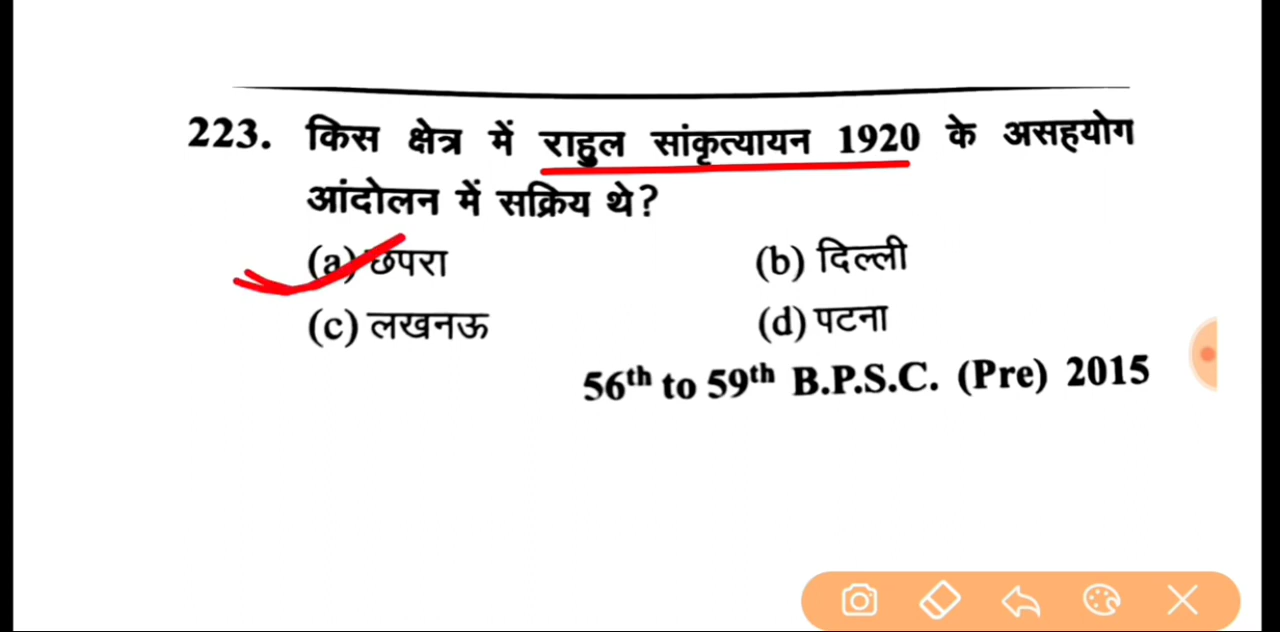 223. किस क्षेत्र में राहुल सांकृत्यायन 1920 के असहयोग
आंदोलन में सक्रिय थे?
(a) छपरा (b) दिल्ली
(c) लखनऊ (d) पटना
56th to 59th B.P.S.C. (Pre) 2015